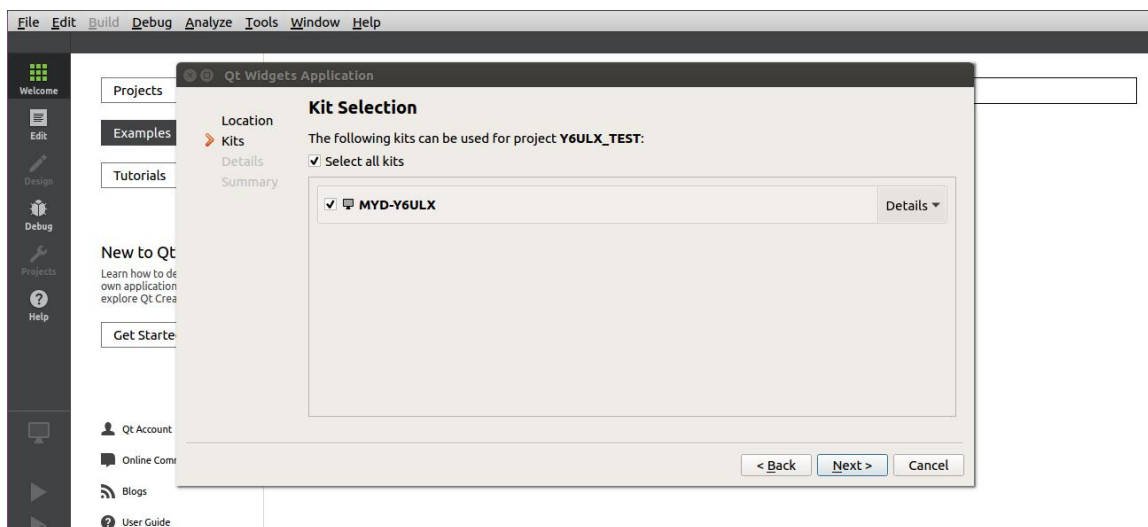 File Edit Build Debug Analyze Tools Window Help
Qt Widgets Application
Welcome
Edit
Design
Debug
Projects
Help
Projects
Examples
Tutorials
New to Qt
Learn how to de
own application
explore Qt Crea
Get Starte
Qt Account
Online Comm
Blogs
User Guide
Location
Kits
Details
Summary
Kit Selection
The following kits can be used for project Y6ULX_TEST:
Select all kits
MYD-Y6ULX
Details
< Back Next > Cancel